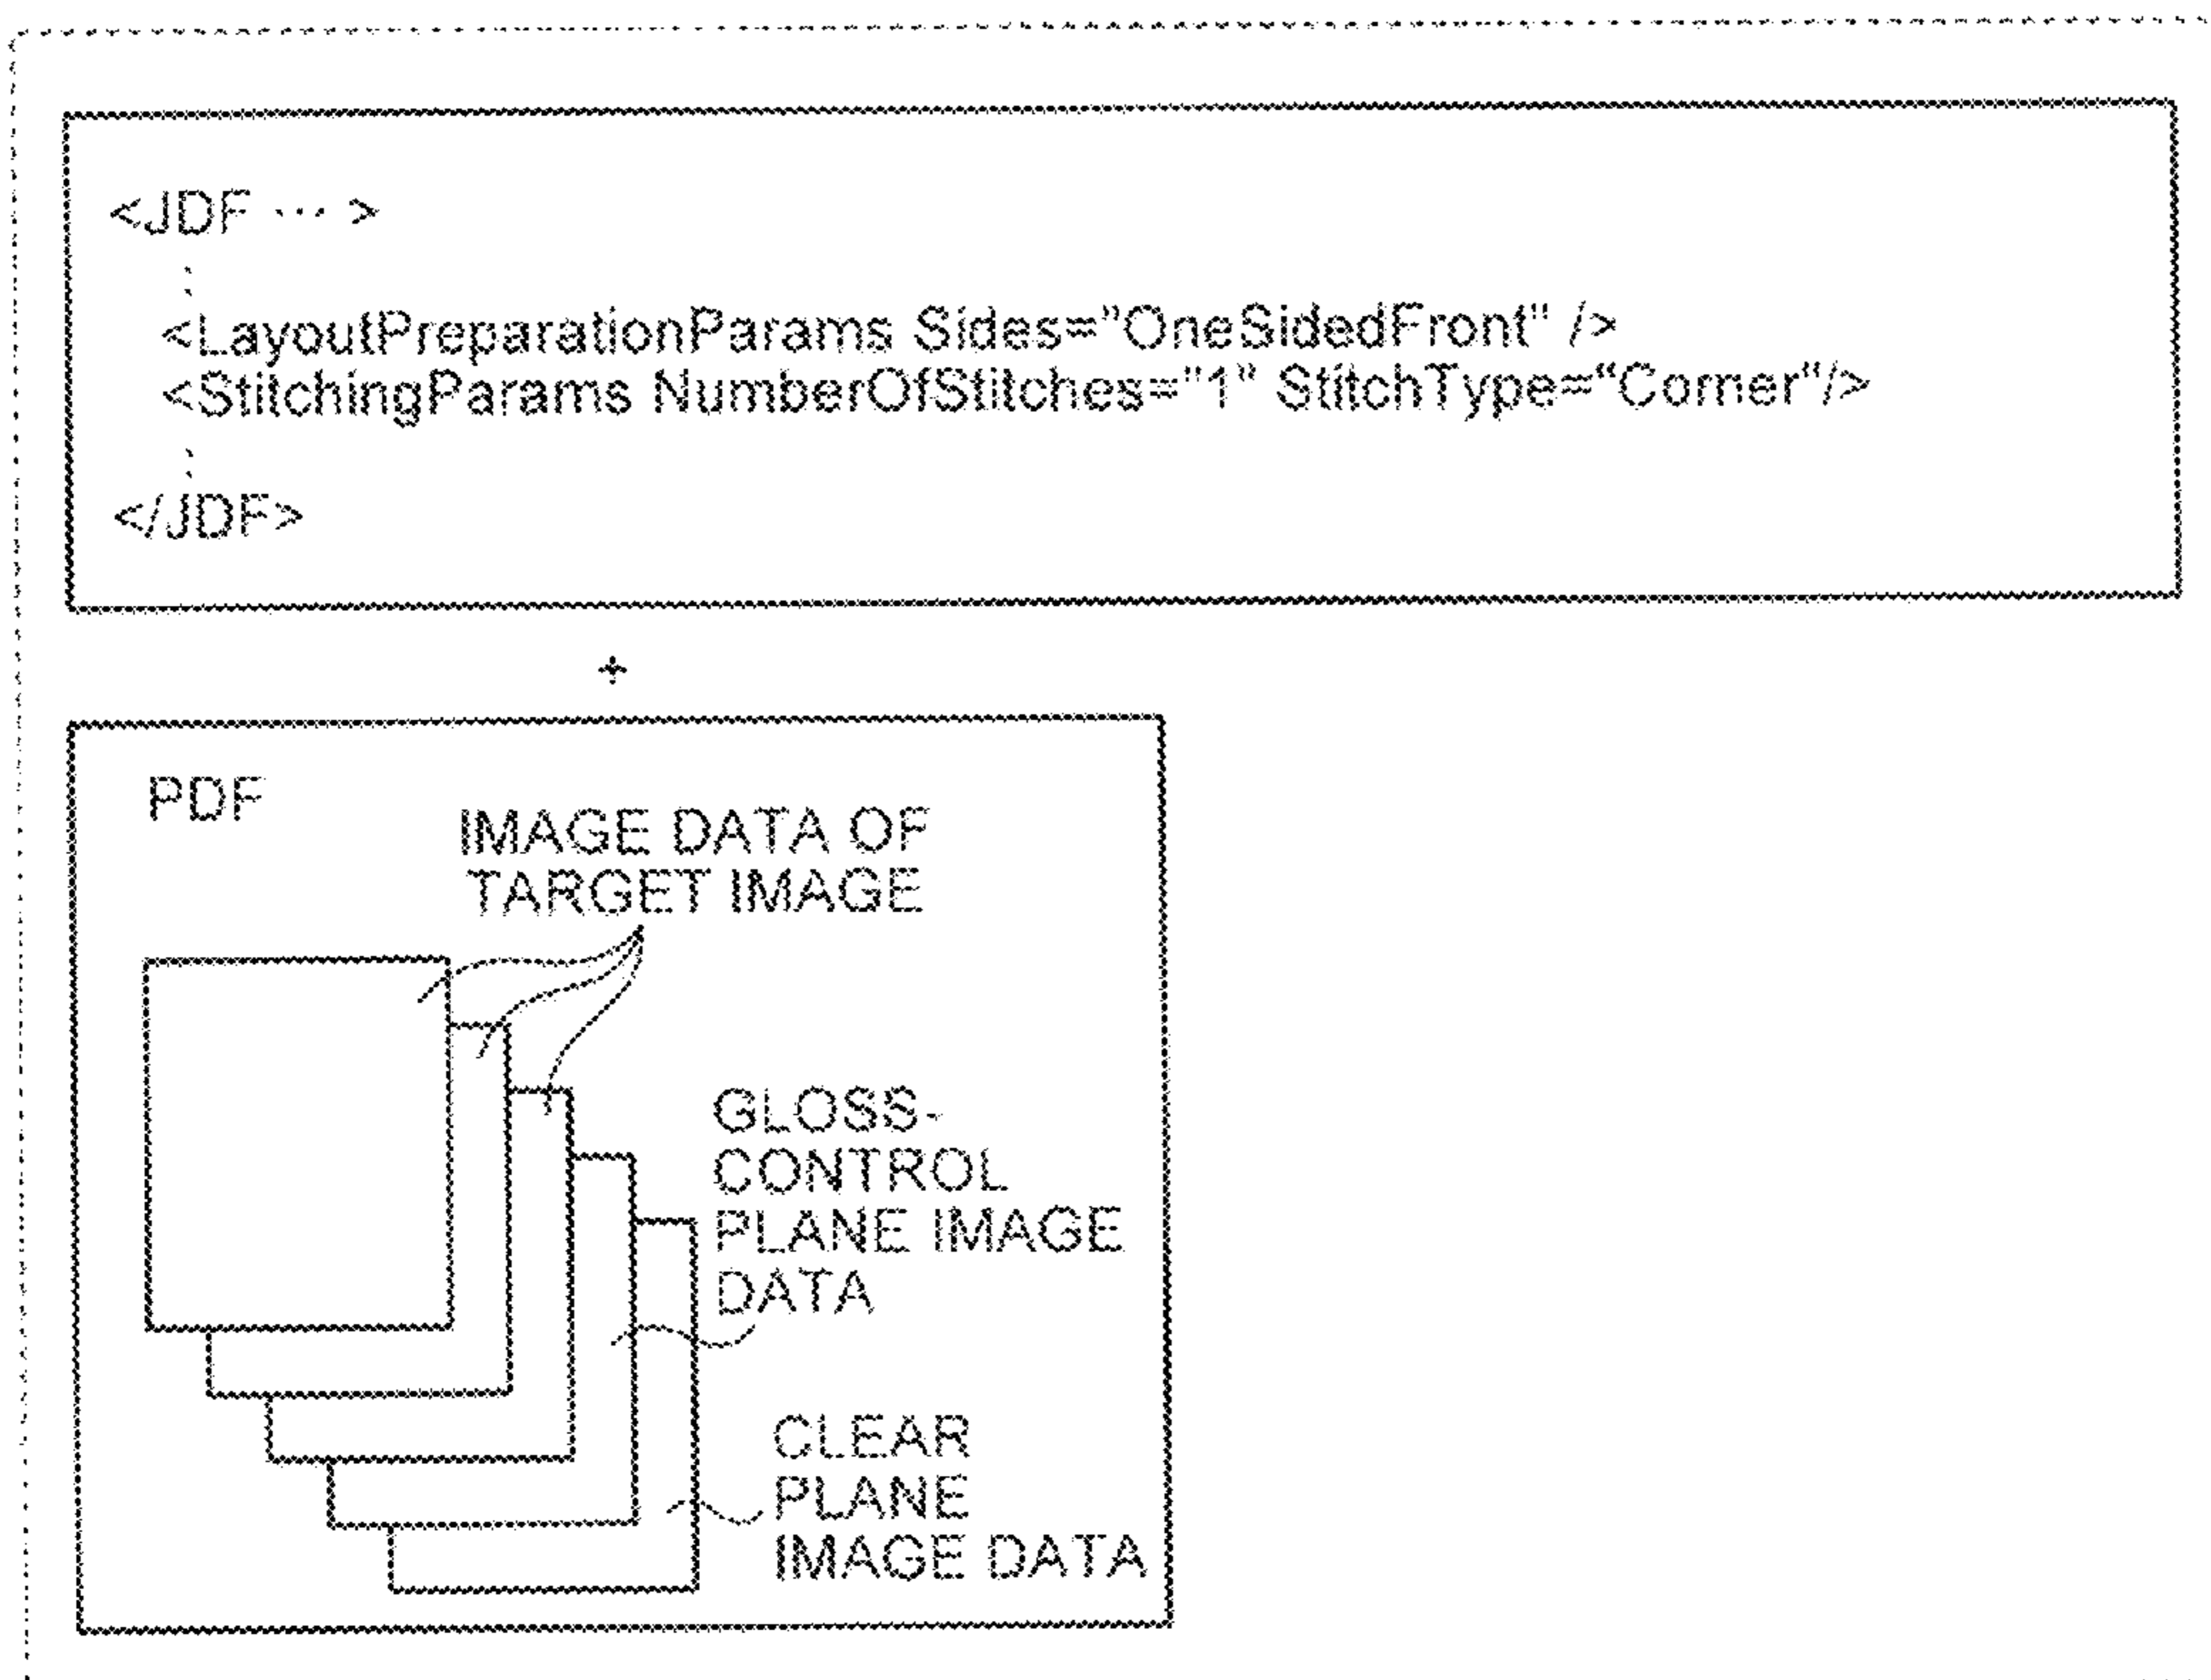 <JDF ... >
:
<LayoutPreparationParams Sides="OneSidedFront" />
<StitchingParams NumberOfStitches="1" StitchType="Corner"/>
:
</JDF>
+
PDF
IMAGE DATA OF
TARGET IMAGE
GLOSS-
CONTROL
PLANE IMAGE
DATA
CLEAR
PLANE
IMAGE DATA